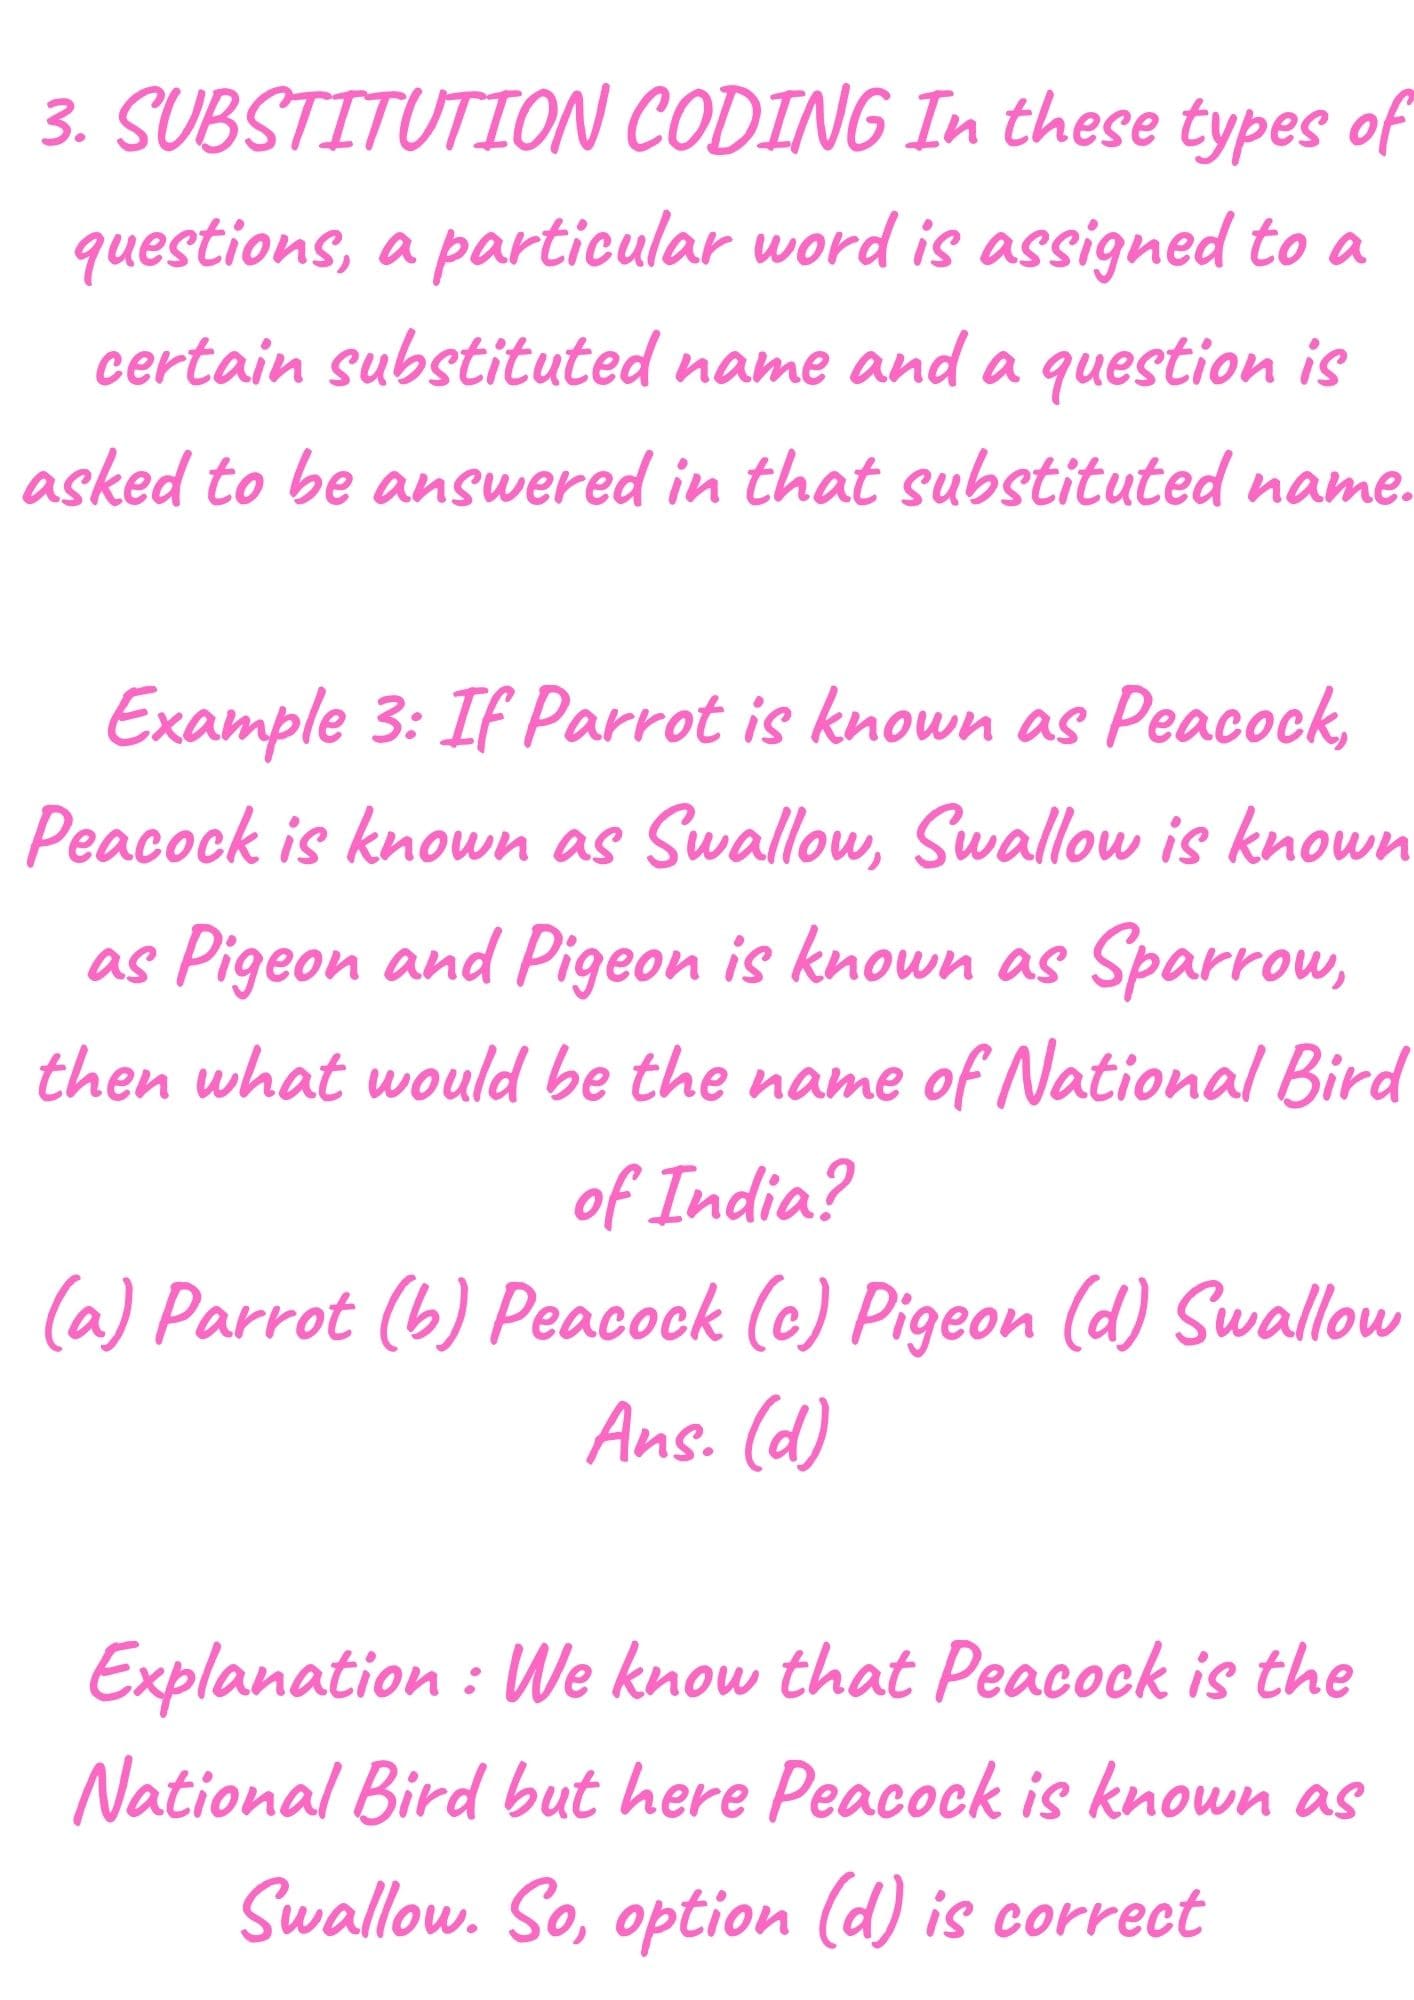 3. SUBSTITUTION CODING In these types of
questions, a particular word is assigned to a
certain substituted name and a question is
asked to be answered in that substituted name.
Example 3: If Parrot is known as Peacock,
Peacock is known as Swallow, Swallow is known
as Pigeon and Pigeon is known as Sparrow,
then what would be the name of National Bird
of India?
(a) Parrot (b) Peacock (c) Pigeon (d) Swallow
Ans. (d)
Explanation : We know that Peacock is the
National Bird but here Peacock is known as
Swallow. So, option (d) is correct